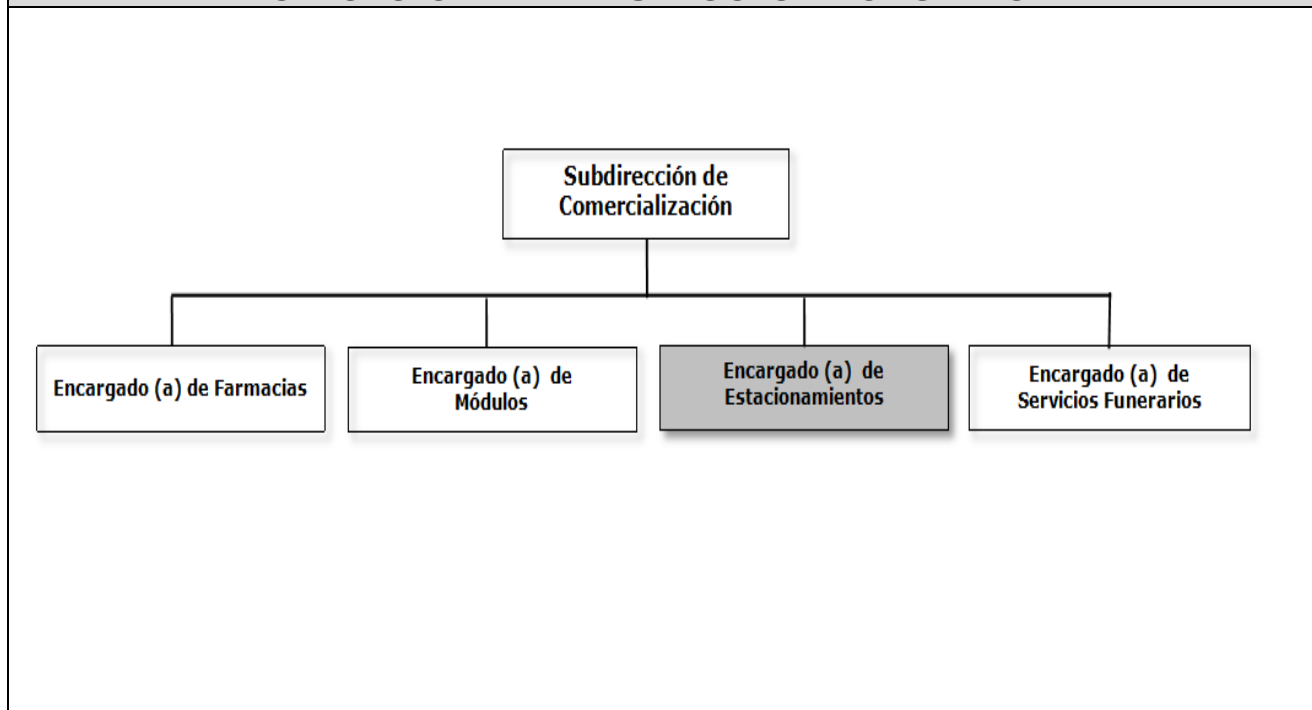 Subdirección de
Comercialización
Encargado (a) de Farmacias
Encargado (a) de
Módulos
Encargado (a) de
Estacionamientos
Encargado (a) de
Servicios Funerarios